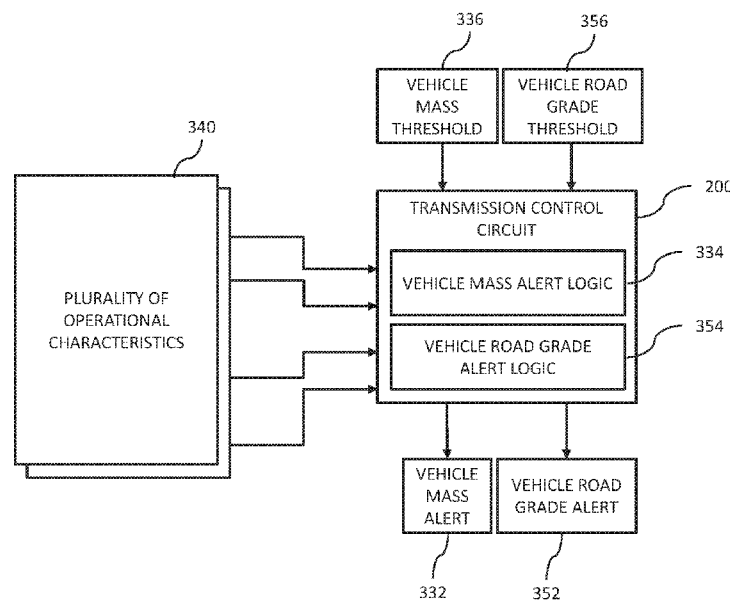 336
356
VEHICLE
MASS
THRESHOLD
VEHICLE ROAD
GRADE
THRESHOLD
340
200
TRANSMISSION CONTROL
CIRCUIT
334
VEHICLE MASS ALERT LOGIC
PLURALITY OF
OPERATIONAL
CHARACTERISTICS
354
VEHICLE ROAD GRADE
ALERT LOGIC
VEHICLE
MASS
ALERT
VEHICLE ROAD
GRADE ALERT
332
352